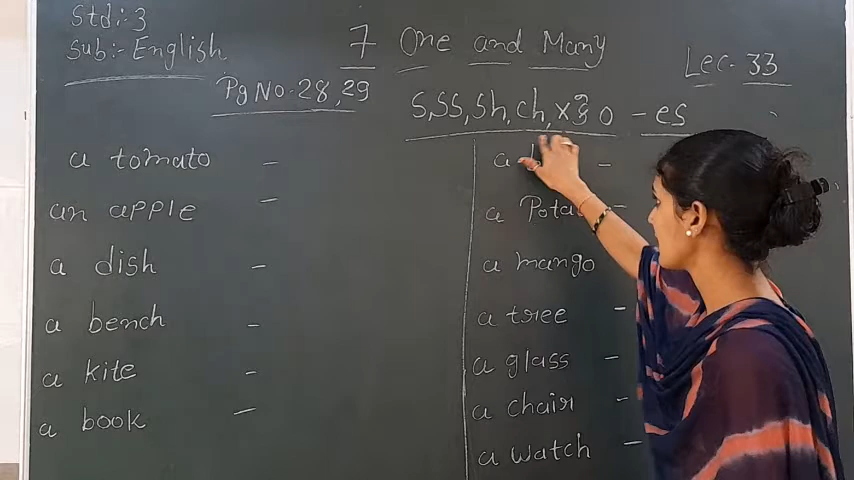 Std:- 3
Sub:- English
7 One and Many
Lec- 33
Pg No- 28, 29
s, ss, sh, ch, x, z, o - es
a tomato -
an apple -
a dish -
a bench -
a kite -
a book -
a -
a Potato -
a mango
a tree -
a glass -
a chair -
a watch -